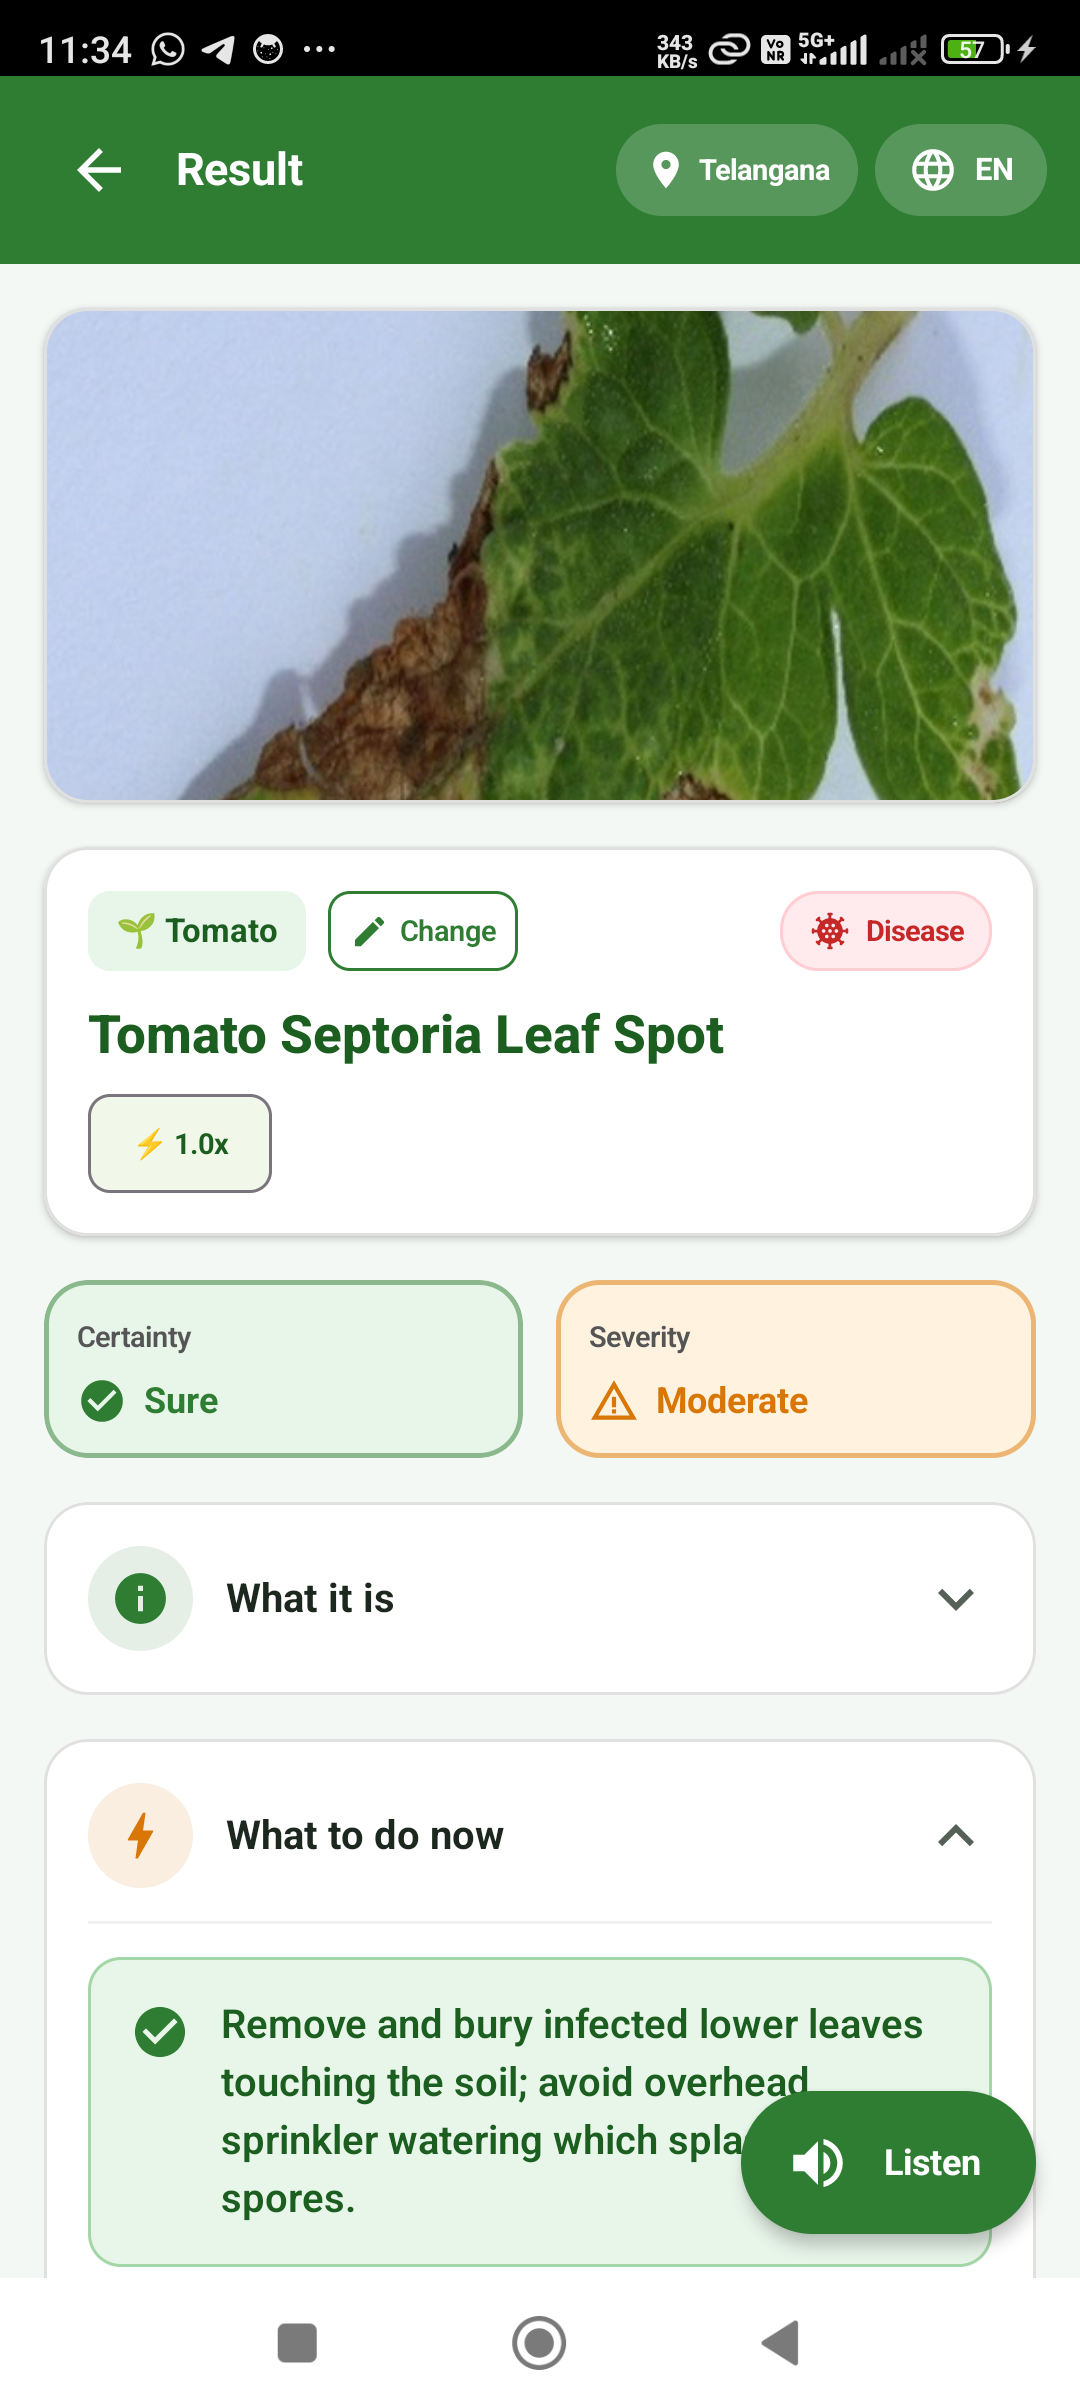 11:34
343 KB/s
Vo NR
5G+
57
Result
Telangana
EN
Tomato
Change
Disease
Tomato Septoria Leaf Spot
1.0x
Certainty
Severity
Sure
Moderate
What it is
What to do now
Remove and bury infected lower leaves
touching the soil; avoid overhead
sprinkler watering which
spores.
Listen